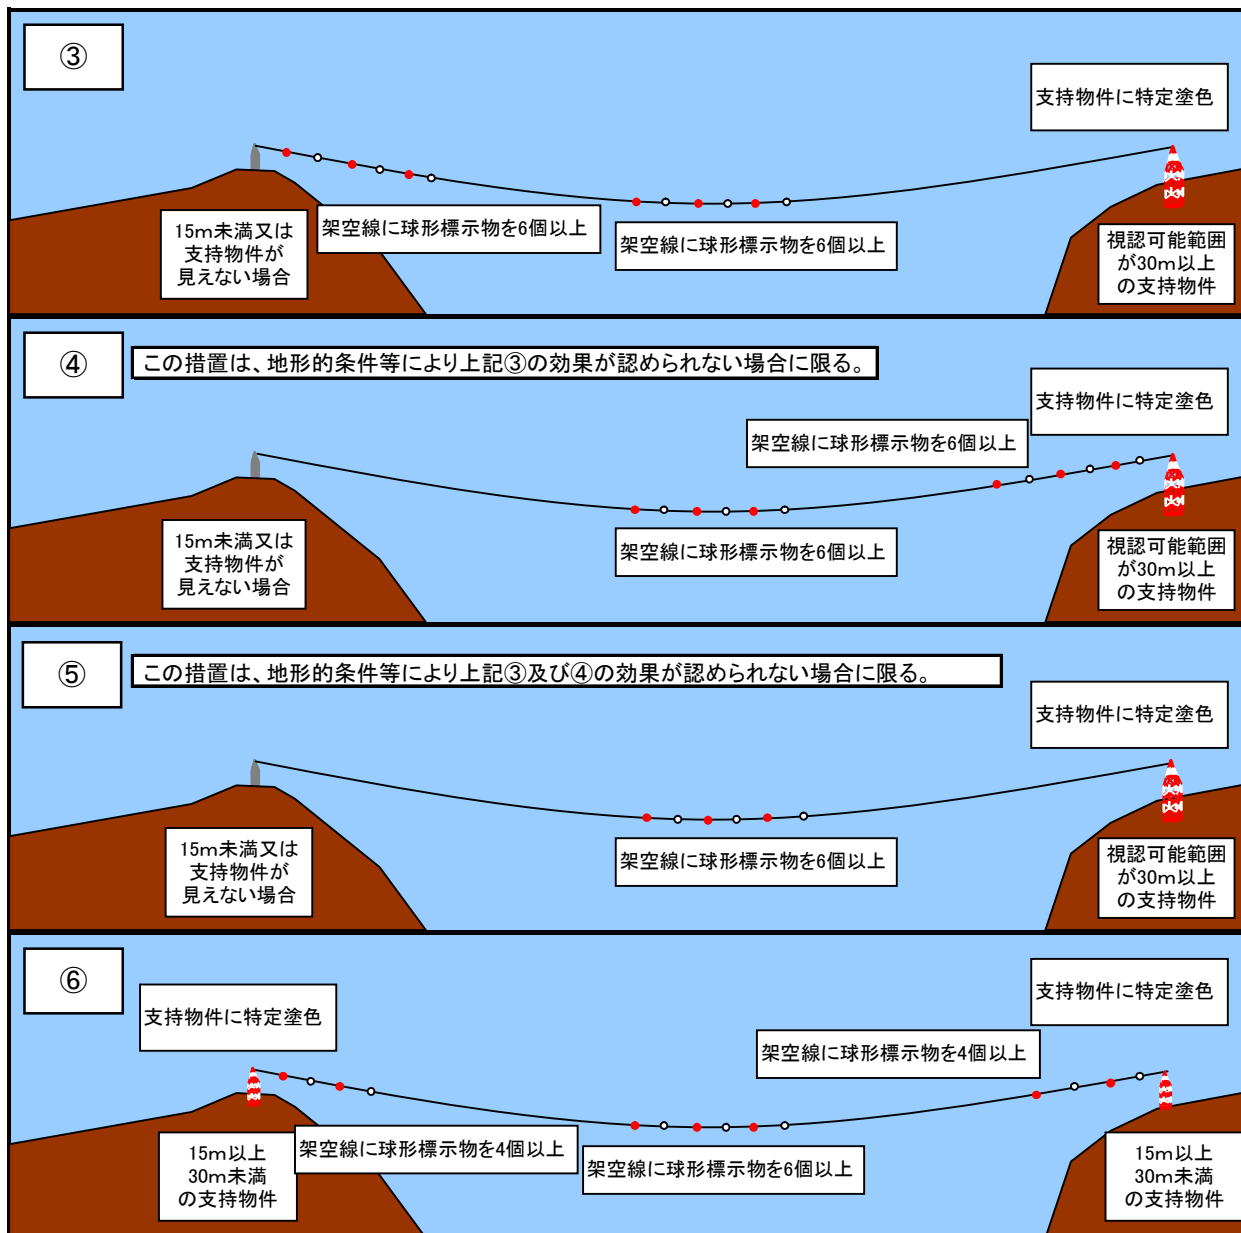 ③
支持物件に特定塗色
15m未満又は
支持物件が
見えない場合
架空線に球形標示物を6個以上
架空線に球形標示物を6個以上
視認可能範囲
が30m以上
の支持物件
④
この措置は、地形的条件等により上記③の効果が認められない場合に限る。
支持物件に特定塗色
架空線に球形標示物を6個以上
15m未満又は
支持物件が
見えない場合
架空線に球形標示物を6個以上
視認可能範囲
が30m以上
の支持物件
⑤
この措置は、地形的条件等により上記③及び④の効果が認められない場合に限る。
支持物件に特定塗色
15m未満又は
支持物件が
見えない場合
架空線に球形標示物を6個以上
視認可能範囲
が30m以上
の支持物件
⑥
支持物件に特定塗色
支持物件に特定塗色
架空線に球形標示物を4個以上
15m以上
30m未満
の支持物件
架空線に球形標示物を4個以上
架空線に球形標示物を6個以上
15m以上
30m未満
の支持物件